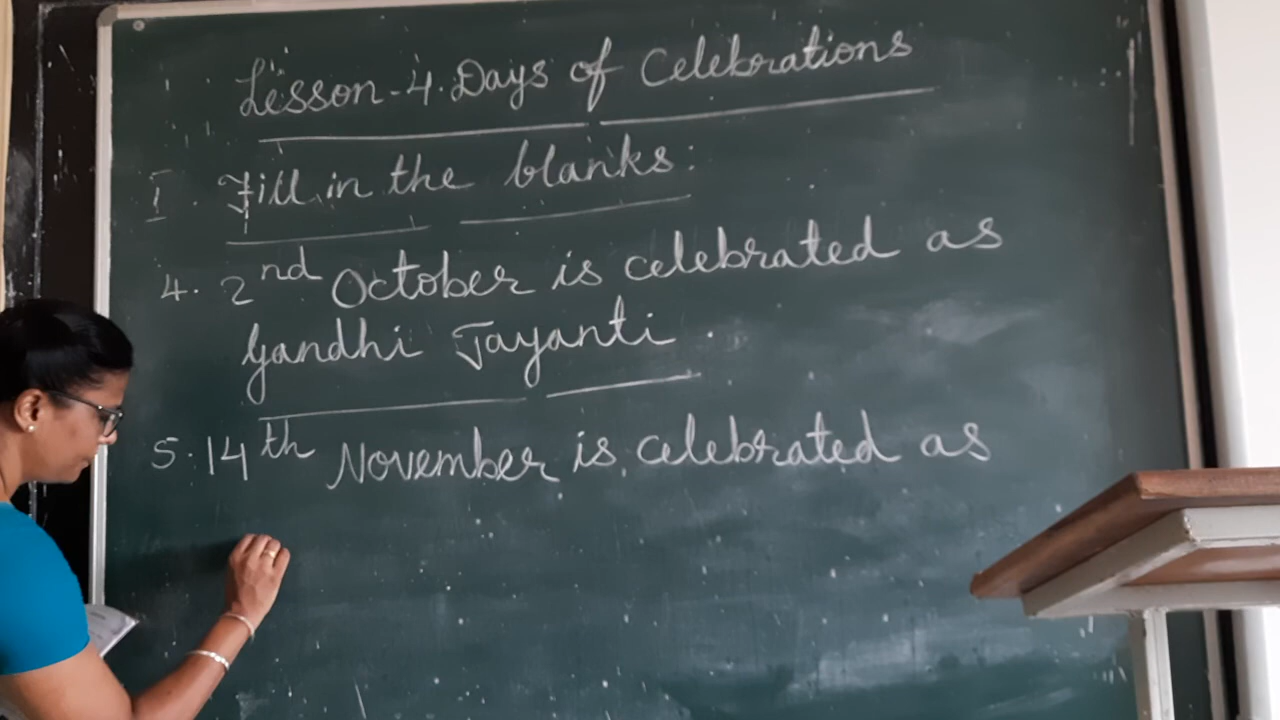 Lesson-4. Days of Celebrations
I. Fill in the blanks:
4. 2nd October is celebrated as
Gandhi Jayanti.
5. 14th November is celebrated as